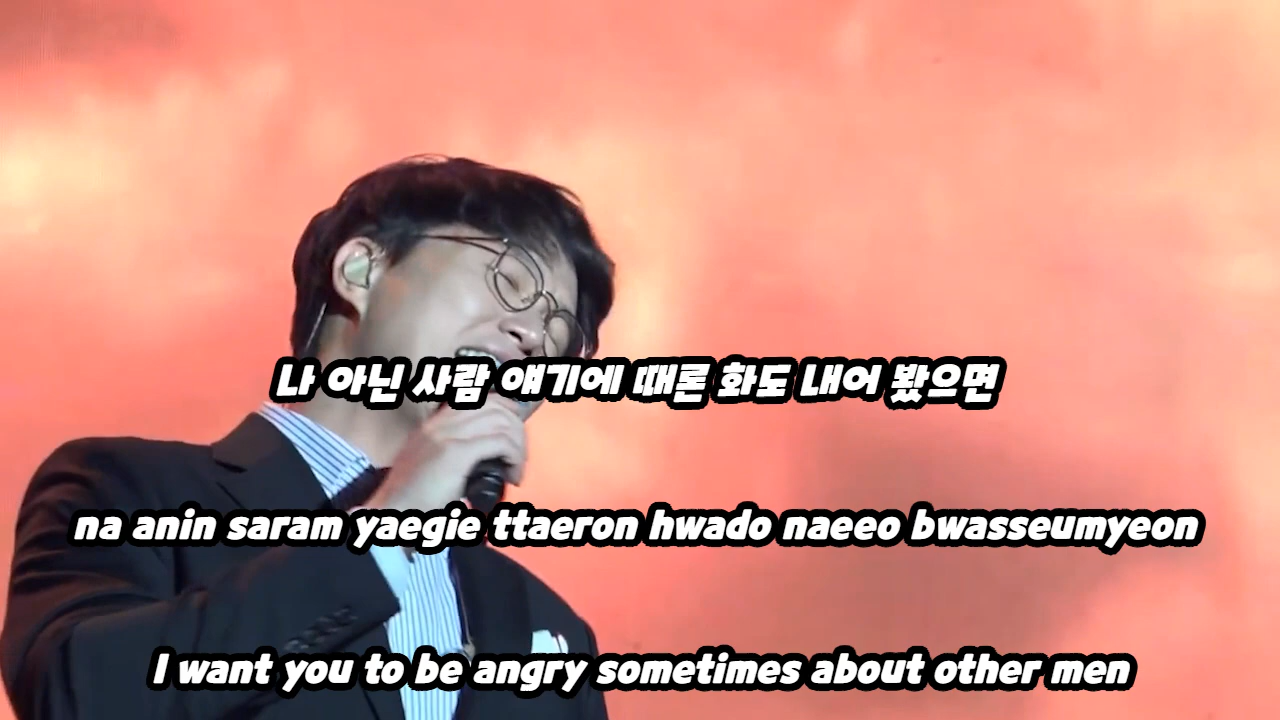 나 아닌 사람 얘기에 때론 화도 내어 봤으면
na anin saram yaegie ttaeron hwado naeeo bwasseumyeon
I want you to be angry sometimes about other men